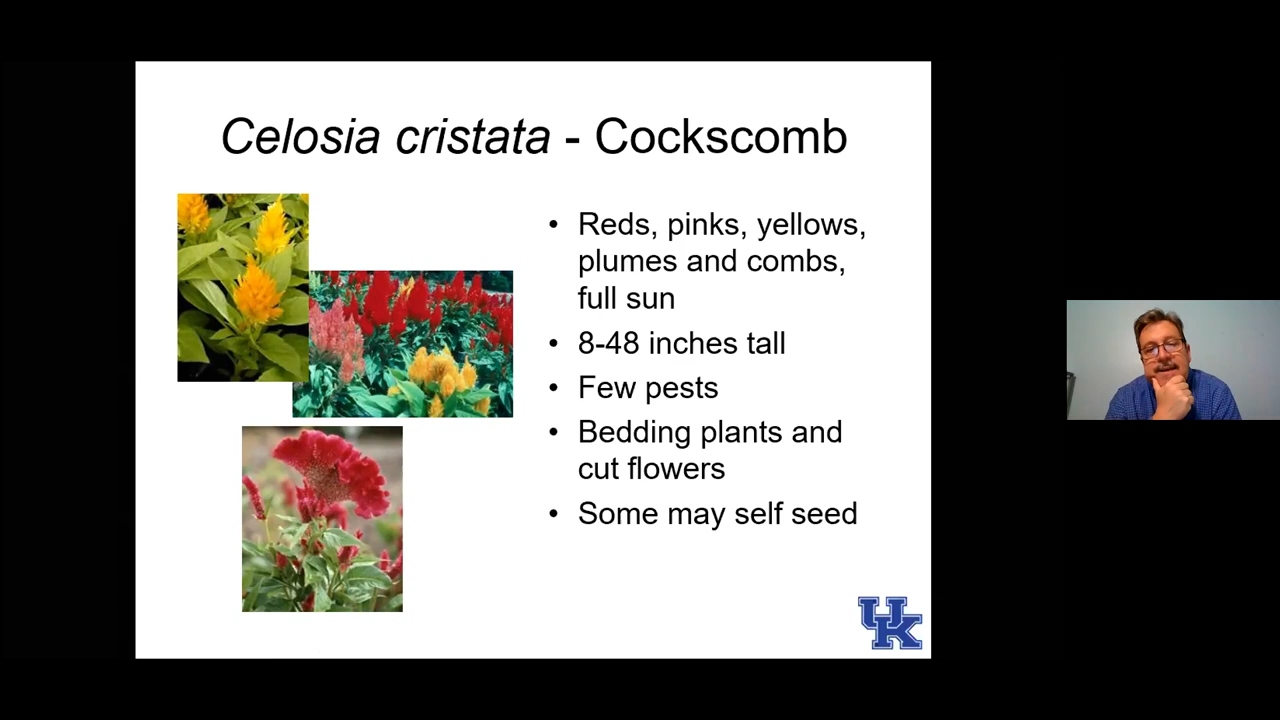 Celosia cristata - Cockscomb
• Reds, pinks, yellows,
plumes and combs,
full sun
• 8-48 inches tall
• Few pests
• Bedding plants and
cut flowers
• Some may self seed
UK